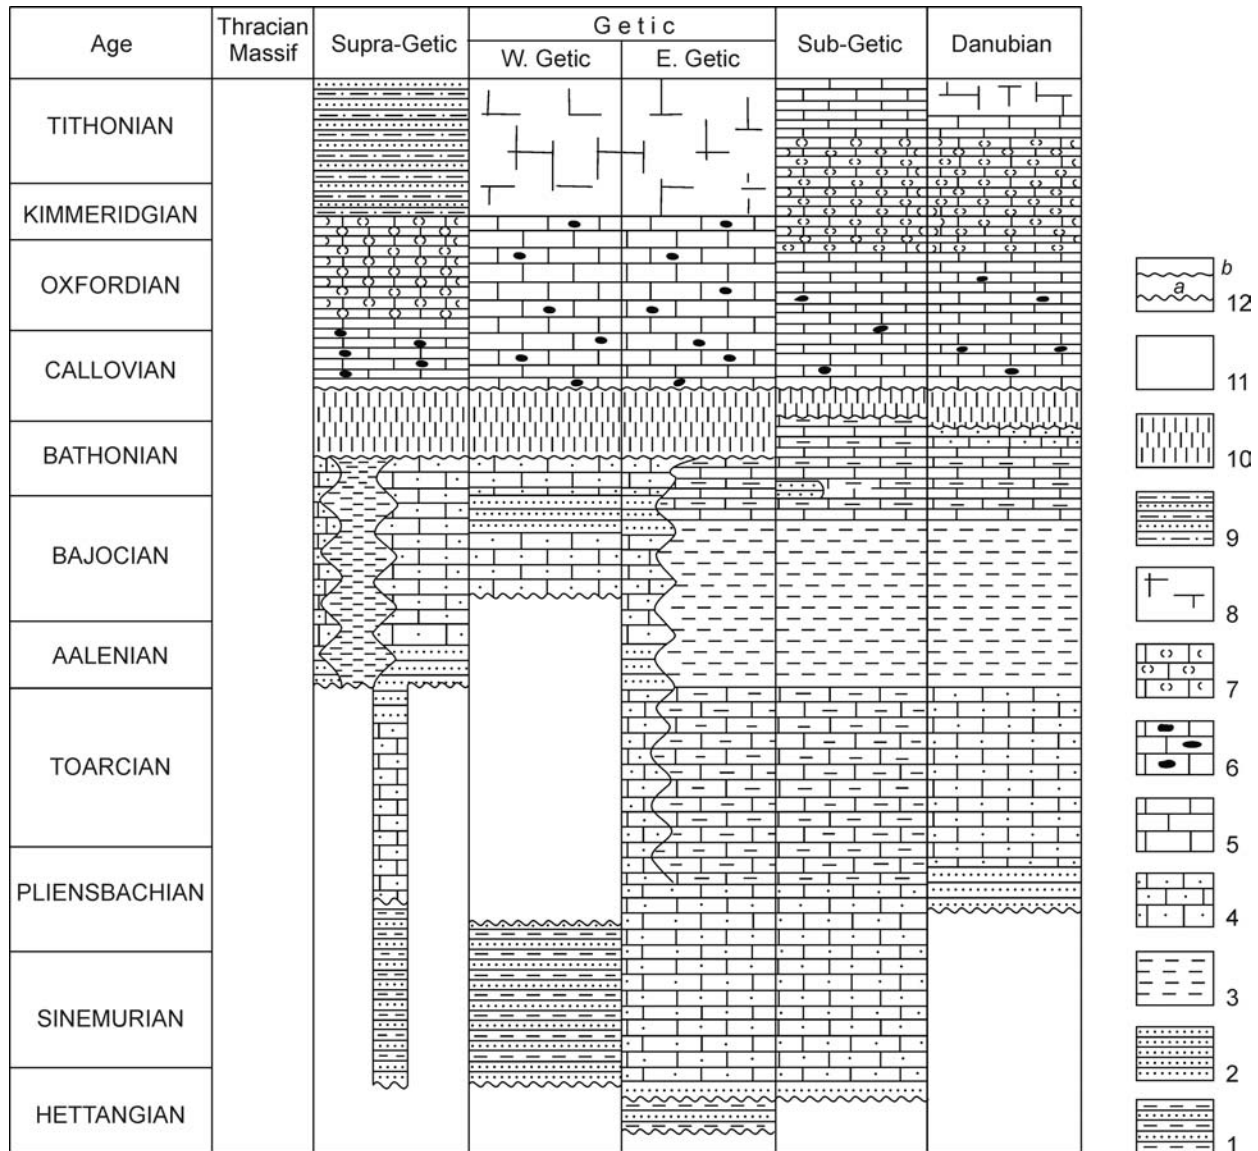 Age
Thracian
Massif
Supra-Getic
Getic
W. Getic
E. Getic
Sub-Getic
Danubian
TITHONIAN
KIMMERIDGIAN
OXFORDIAN
CALLOVIAN
BATHONIAN
BAJOCIAN
AALENIAN
TOARCIAN
PLIENSBACHIAN
SINEMURIAN
HETTANGIAN
b
a
12
11
10
9
8
7
6
5
4
3
2
1